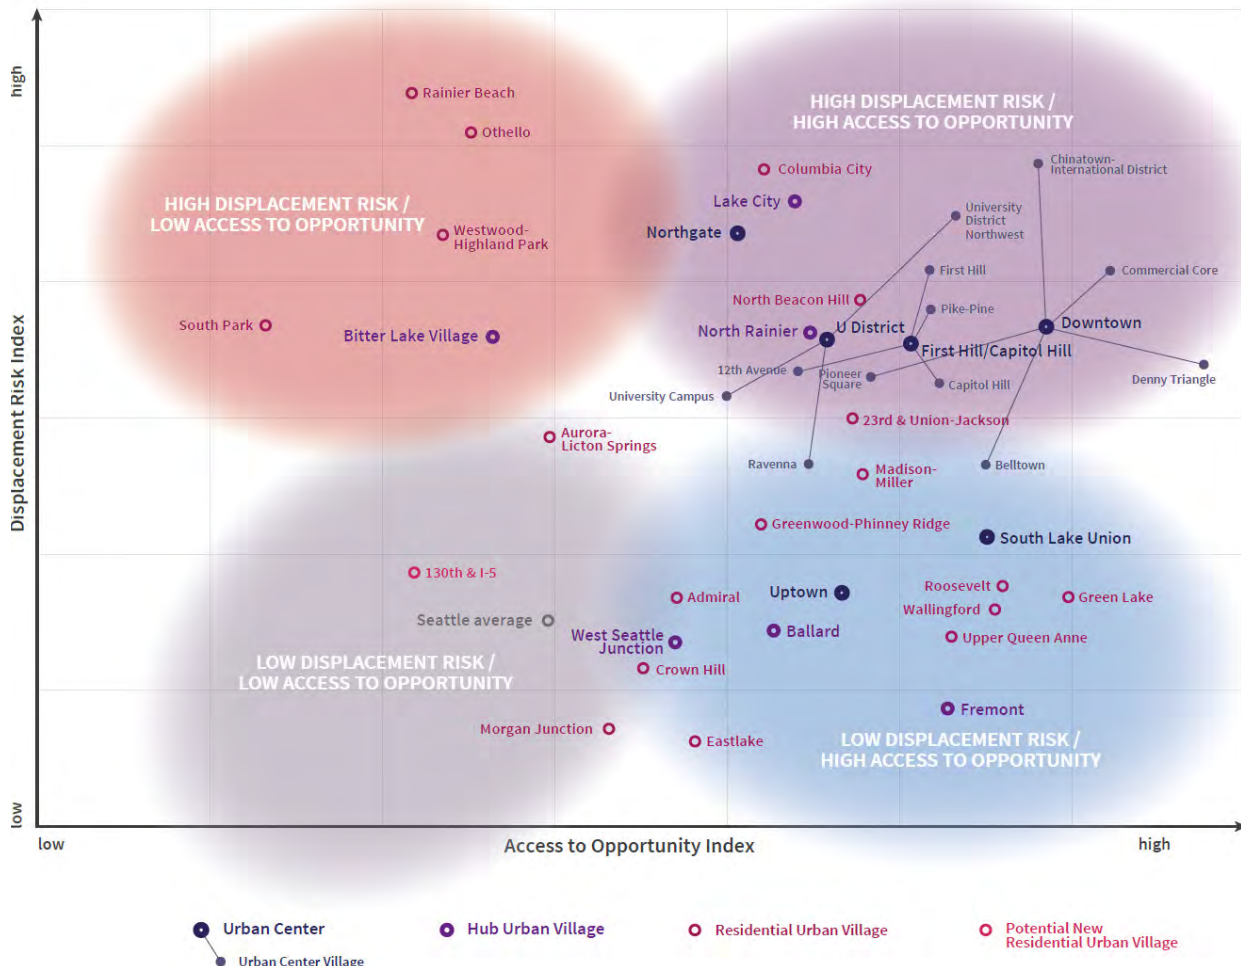 high
Rainier Beach
Othello
HIGH DISPLACEMENT RISK /
HIGH ACCESS TO OPPORTUNITY
Columbia City
Chinatown-
International District
Lake City
HIGH DISPLACEMENT RISK /
LOW ACCESS TO OPPORTUNITY
University
District
Northwest
Westwood-
Highland Park
Northgate
First Hill
Commercial Core
North Beacon Hill
Pike-Pine
South Park
Bitter Lake Village
North Rainier
U District
Downtown
First Hill/Capitol Hill
12th Avenue
Pioneer
Square
Capitol Hill
Denny Triangle
University Campus
Displacement Risk Index
23rd & Union-Jackson
Aurora-
Licton Springs
Ravenna
Madison-
Miller
Belltown
Greenwood-Phinney Ridge
South Lake Union
130th & I-5
Roosevelt
Uptown
Admiral
Green Lake
Wallingford
Seattle average
West Seattle
Junction
Ballard
Upper Queen Anne
LOW DISPLACEMENT RISK /
LOW ACCESS TO OPPORTUNITY
Crown Hill
Fremont
Morgan Junction
Eastlake
LOW DISPLACEMENT RISK /
HIGH ACCESS TO OPPORTUNITY
low
low
Access to Opportunity Index
high
Urban Center
Hub Urban Village
Residential Urban Village
Potential New
Residential Urban Village
Urban Center Village